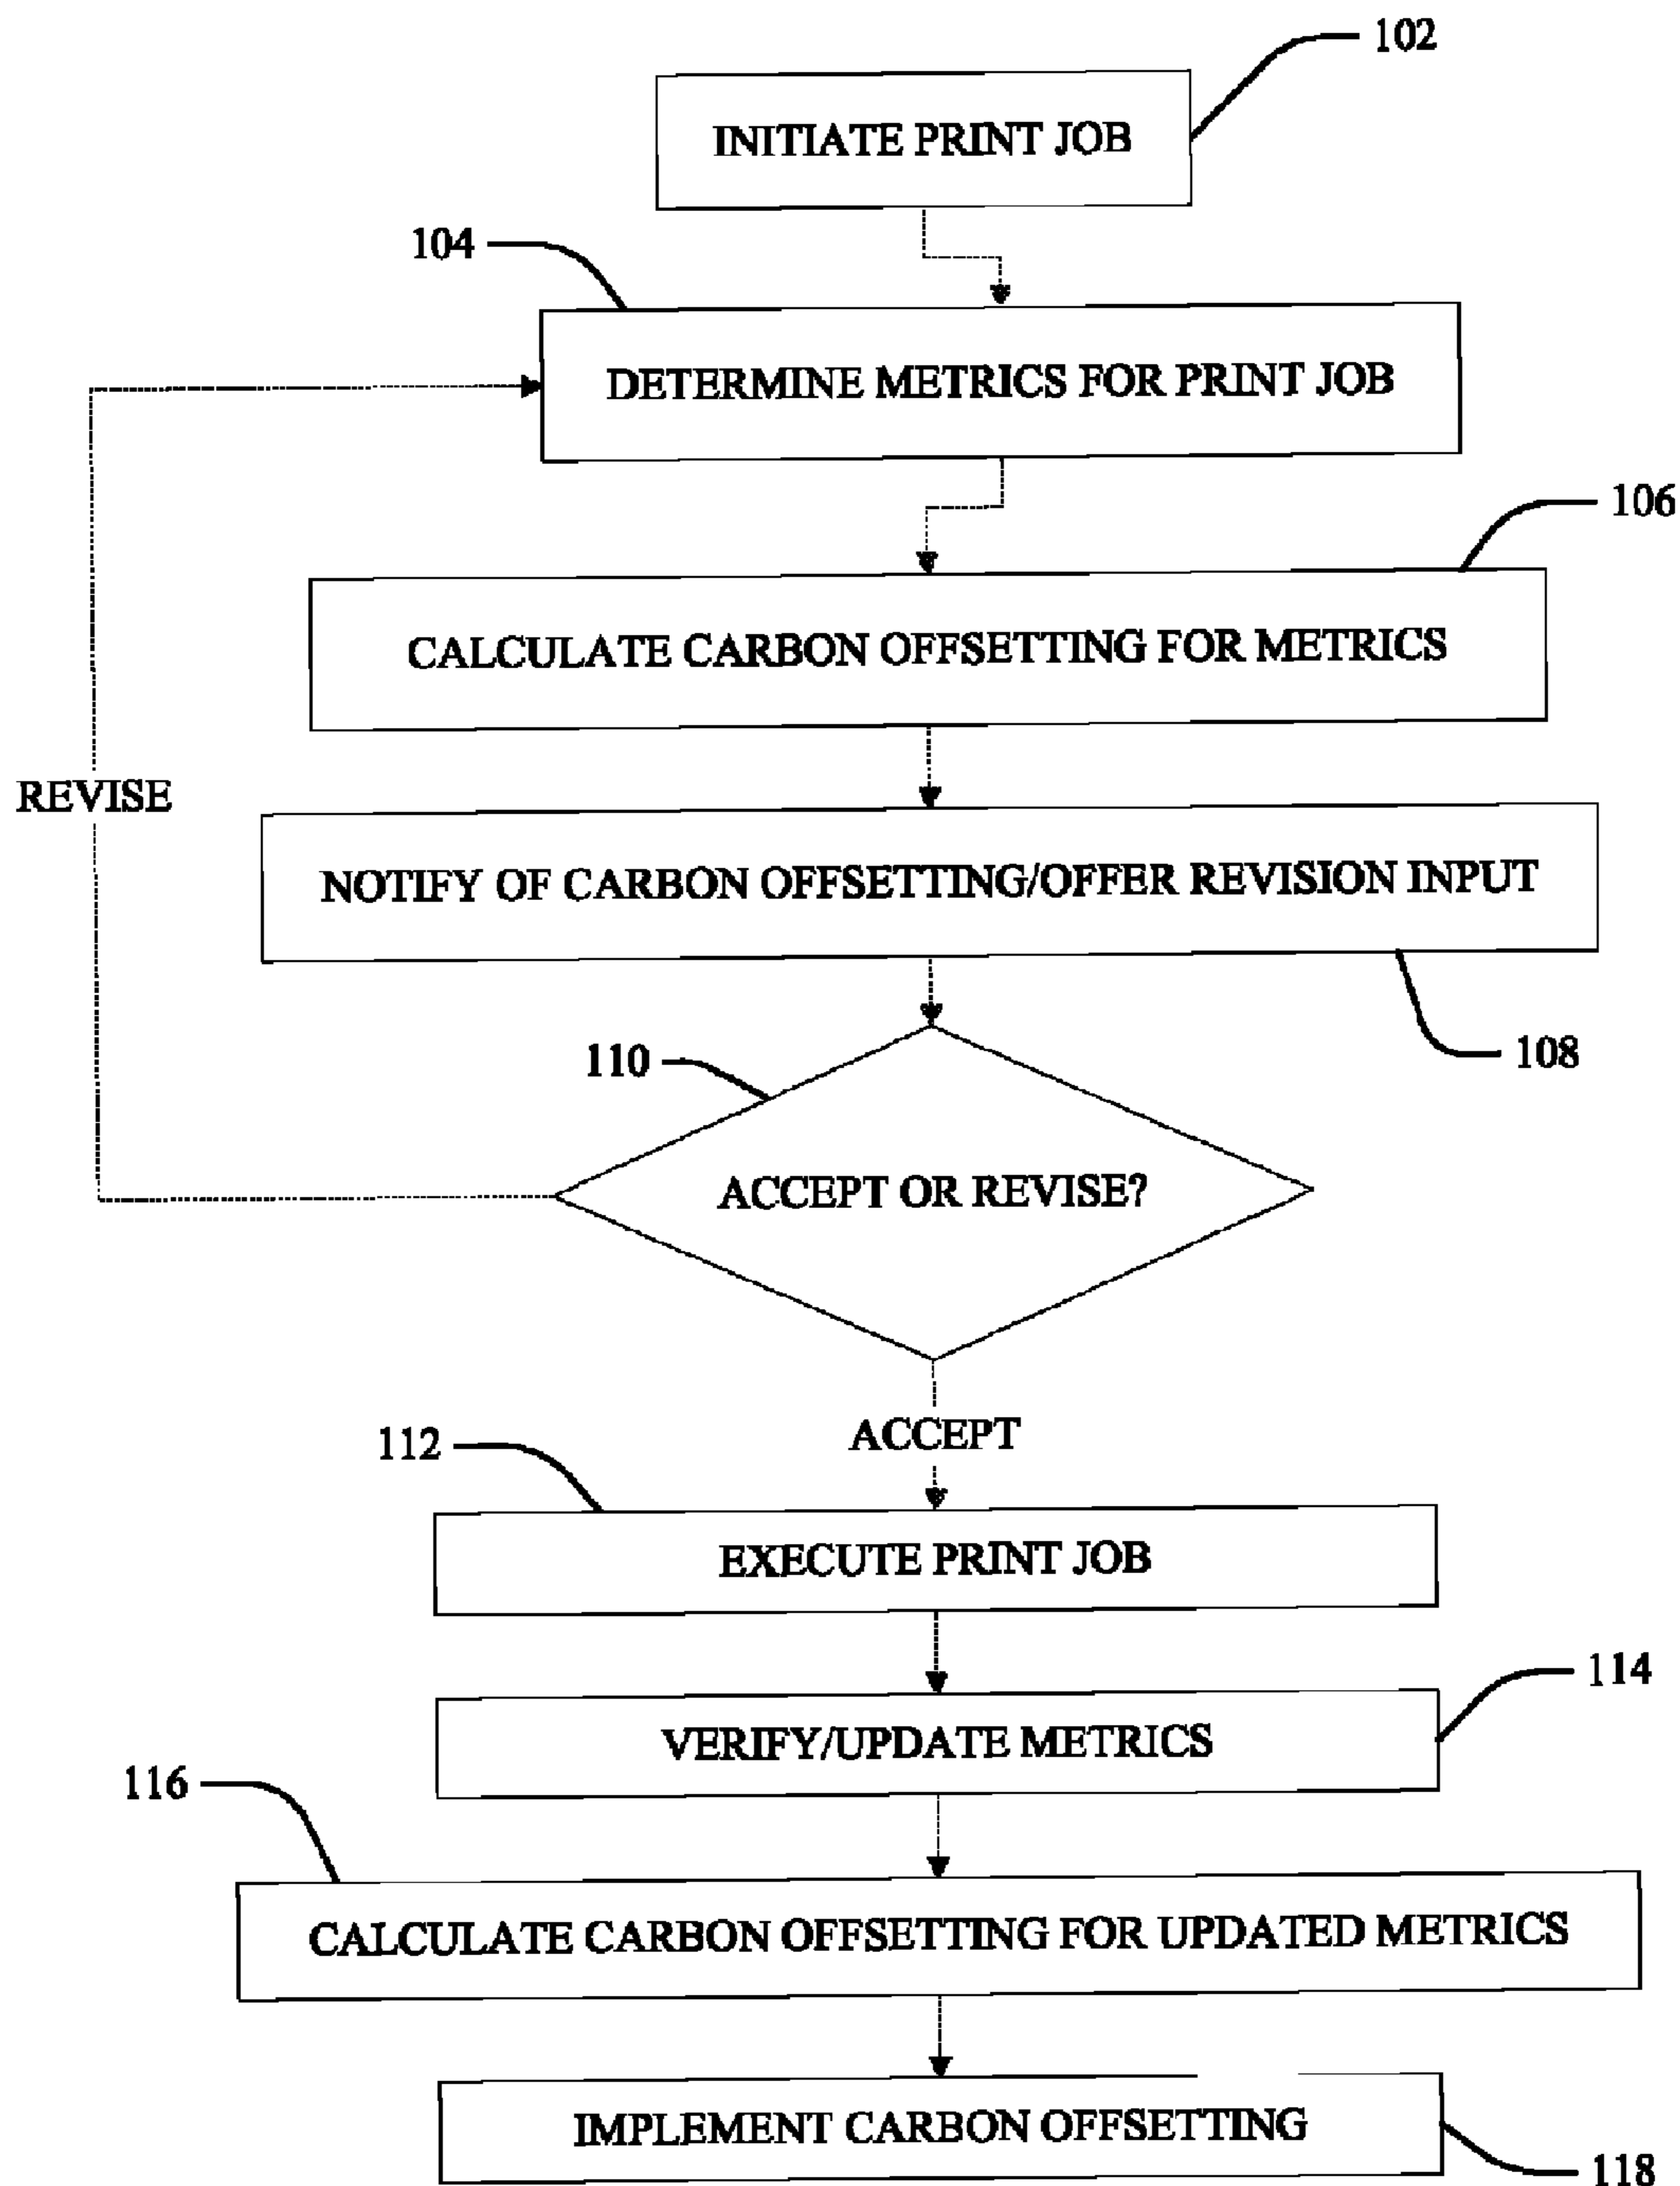 102
INITIATE PRINT JOB
104
DETERMINE METRICS FOR PRINT JOB
106
CALCULATE CARBON OFFSETTING FOR METRICS
REVISE
NOTIFY OF CARBON OFFSETTING/OFFER REVISION INPUT
108
110
ACCEPT OR REVISE?
ACCEPT
112
EXECUTE PRINT JOB
114
VERIFY/UPDATE METRICS
116
CALCULATE CARBON OFFSETTING FOR UPDATED METRICS
IMPLEMENT CARBON OFFSETTING
118